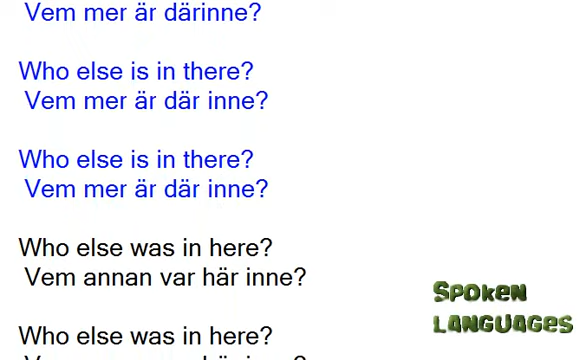 Vem mer är därinne?
Who else is in there?
Vem mer är där inne?
Who else is in there?
Vem mer är där inne?
Who else was in here?
Vem annan var här inne?
Who else was in here?
SPOKEN
LANGUAGES